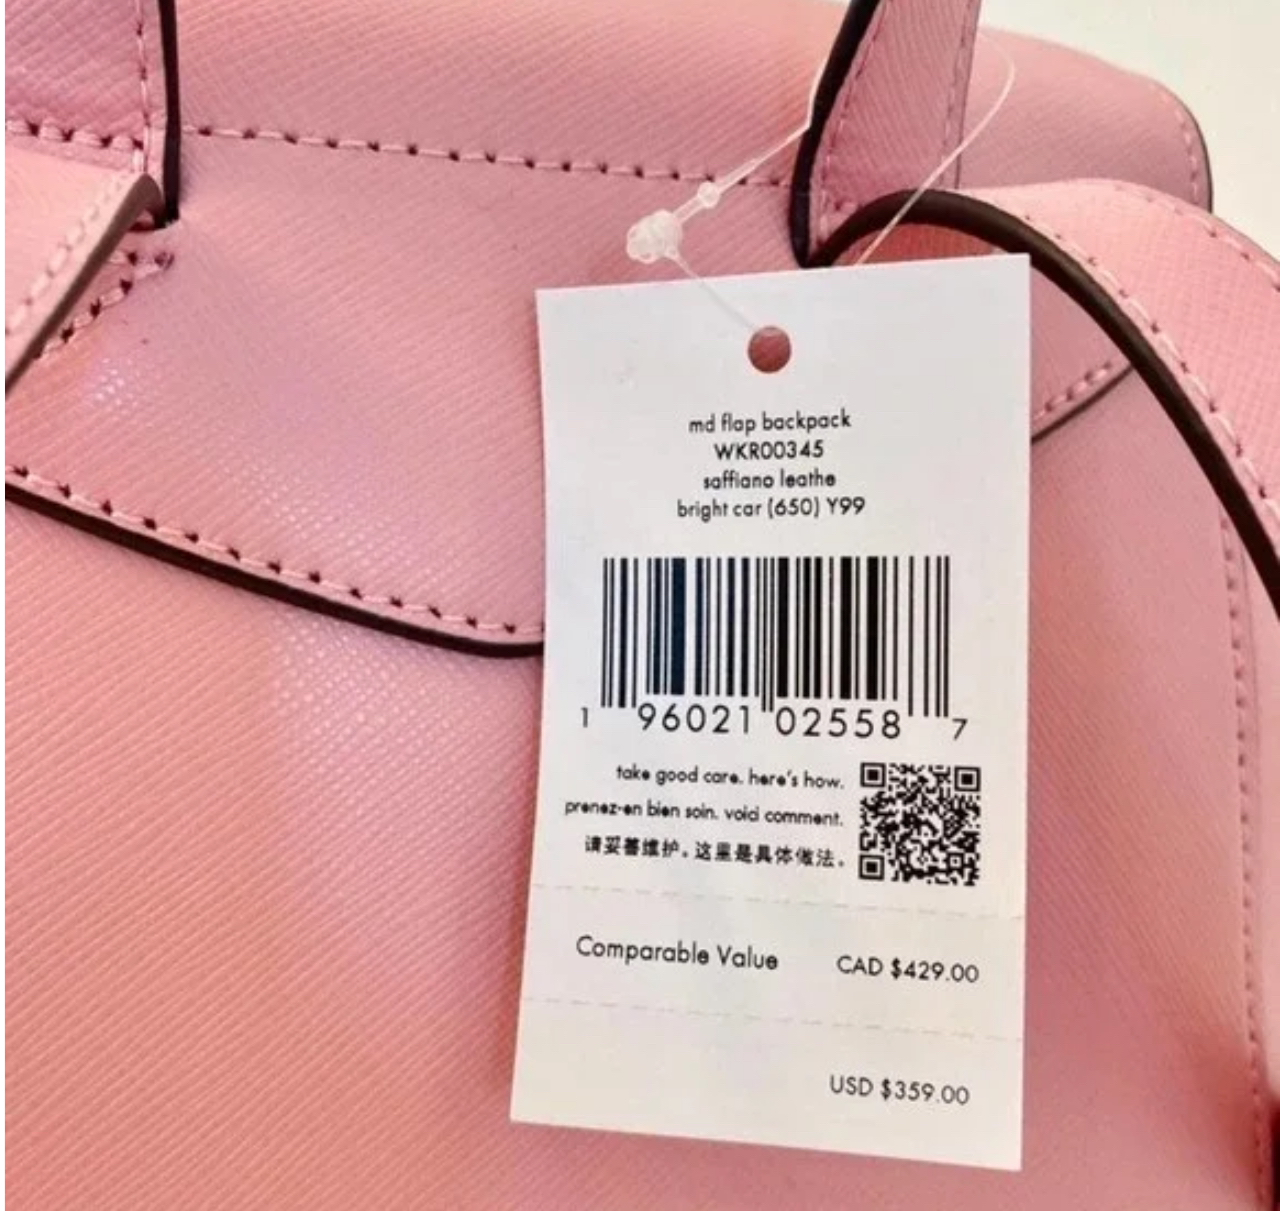 md flap backpack
WKR00345
saffiano leathe
bright car (650) Y99
1 96021 02558 7
take good care. here's how.
prenez-en bien soin. voici comment.
请妥善维护。这里是具体做法。
Comparable Value CAD $429.00
USD $359.00